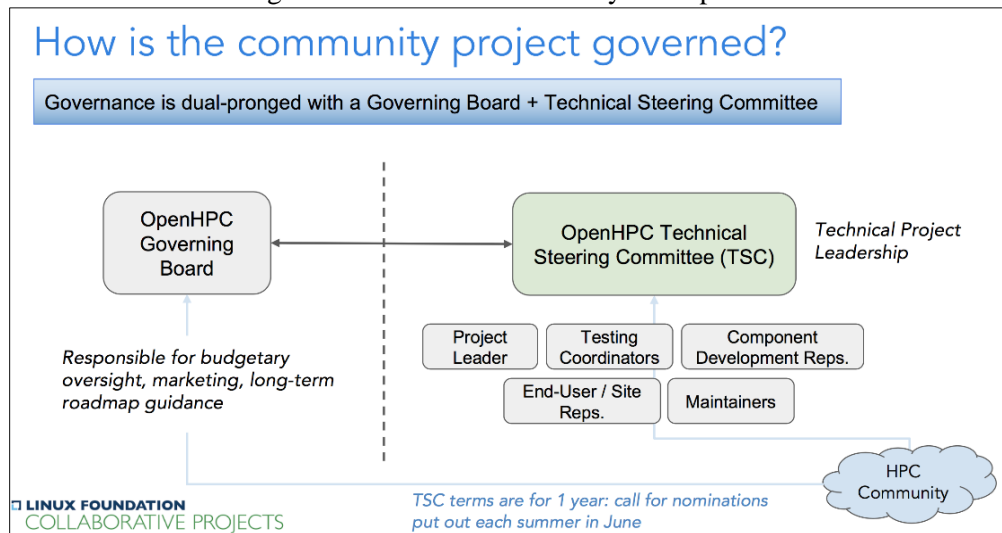 How is the community project governed?
Governance is dual-pronged with a Governing Board + Technical Steering Committee
OpenHPC
Governing
Board
OpenHPC Technical
Steering Committee (TSC)
Technical Project
Leadership
Project
Leader
Testing
Coordinators
Component
Development Reps.
End-User / Site
Reps.
Maintainers
Responsible for budgetary
oversight, marketing, long-term
roadmap guidance
HPC
Community
TSC terms are for 1 year: call for nominations
put out each summer in June
LINUX FOUNDATION
COLLABORATIVE PROJECTS